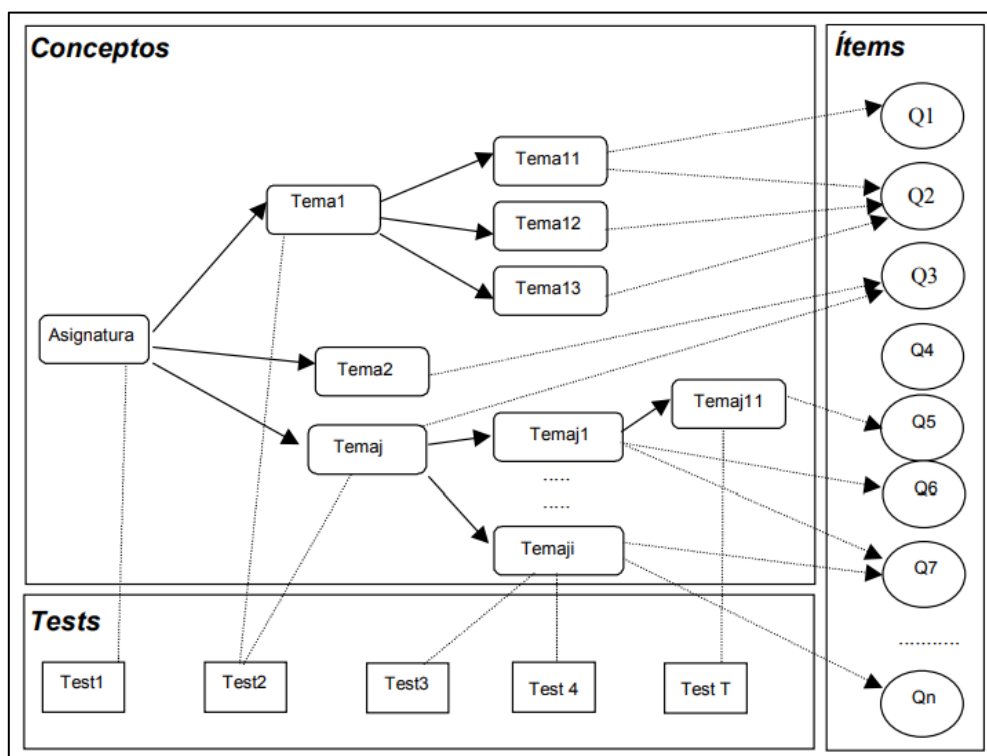 Conceptos
Ítems
Q1
Tema11
Tema1
Q2
Tema12
Tema13
Q3
Asignatura
Tema2
Q4
Temaj11
Temaj
Temaj1
Q5
.....
Q6
.....
Temaji
Q7
Tests
..........
Test1
Test2
Test3
Test 4
Test T
Qn